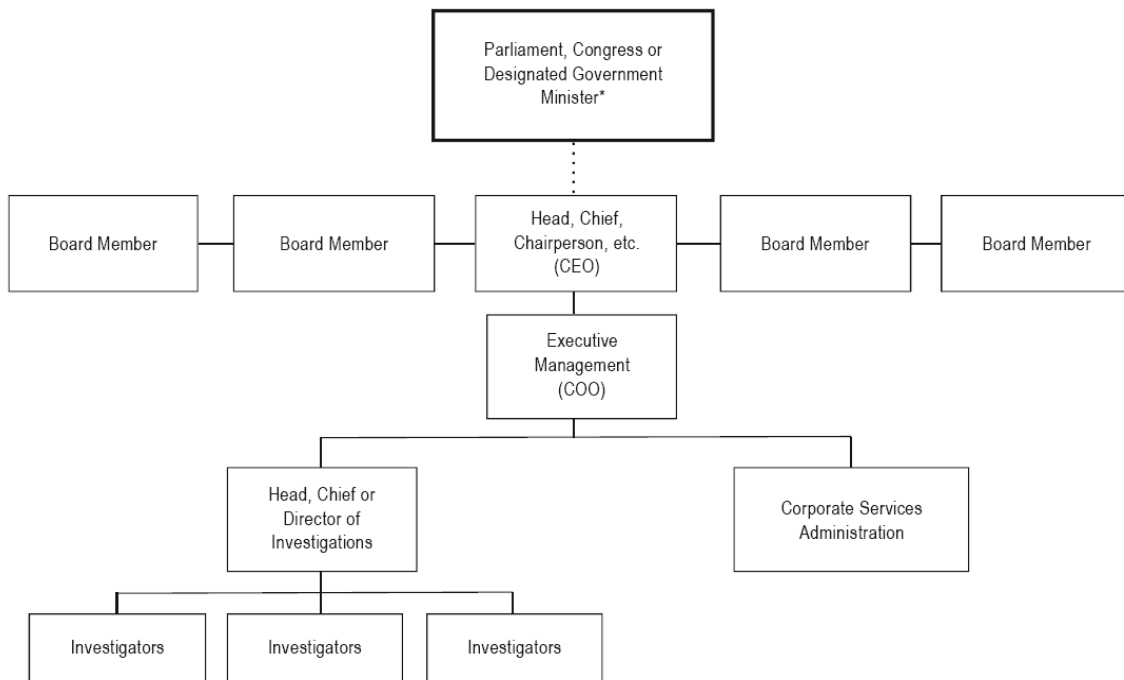 Parliament, Congress or
Designated Government
Minister*
Board Member
Board Member
Head, Chief,
Chairperson, etc.
(CEO)
Board Member
Board Member
Executive
Management
(COO)
Head, Chief or
Director of
Investigations
Corporate Services
Administration
Investigators
Investigators
Investigators